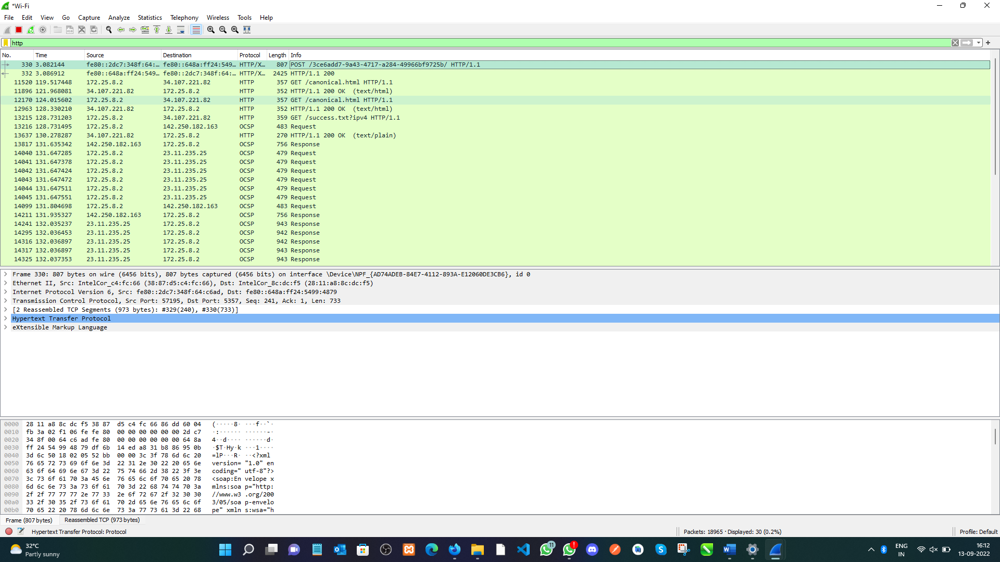 *Wi-Fi
File Edit View Go Capture Analyze Statistics Telephony Wireless Tools Help
http
No. Time Source Destination Protocol Length Info
330 3.082144 fe80::2dc7:348f:64:… fe80::648a:ff24:549… HTTP/X… 807 POST /3ce6add7-9a43-4717-a284-49966bf9725b/ HTTP/1.1
332 3.086912 fe80::648a:ff24:549… fe80::2dc7:348f:64:… HTTP/X… 2425 HTTP/1.1 200
11520 119.517448 172.25.8.2 34.107.221.82 HTTP 357 GET /canonical.html HTTP/1.1
11896 121.968081 34.107.221.82 172.25.8.2 HTTP 352 HTTP/1.1 200 OK (text/html)
12170 124.015602 172.25.8.2 34.107.221.82 HTTP 357 GET /canonical.html HTTP/1.1
12963 128.330210 34.107.221.82 172.25.8.2 HTTP 352 HTTP/1.1 200 OK (text/html)
13215 128.731203 172.25.8.2 34.107.221.82 HTTP 359 GET /success.txt?ipv4 HTTP/1.1
13216 128.731495 172.25.8.2 142.250.182.163 OCSP 483 Request
13637 130.278287 34.107.221.82 172.25.8.2 HTTP 270 HTTP/1.1 200 OK (text/plain)
13817 131.635342 142.250.182.163 172.25.8.2 OCSP 756 Response
14040 131.647285 172.25.8.2 23.11.235.25 OCSP 479 Request
14041 131.647378 172.25.8.2 23.11.235.25 OCSP 479 Request
14042 131.647424 172.25.8.2 23.11.235.25 OCSP 479 Request
14043 131.647472 172.25.8.2 23.11.235.25 OCSP 479 Request
14044 131.647511 172.25.8.2 23.11.235.25 OCSP 479 Request
14045 131.647551 172.25.8.2 23.11.235.25 OCSP 479 Request
14099 131.804698 172.25.8.2 142.250.182.163 OCSP 483 Request
14211 131.935327 142.250.182.163 172.25.8.2 OCSP 756 Response
14241 132.035237 23.11.235.25 172.25.8.2 OCSP 943 Response
14295 132.036453 23.11.235.25 172.25.8.2 OCSP 942 Response
14316 132.036897 23.11.235.25 172.25.8.2 OCSP 942 Response
14317 132.036897 23.11.235.25 172.25.8.2 OCSP 943 Response
14325 132.037353 23.11.235.25 172.25.8.2 OCSP 943 Response
Frame 330: 807 bytes on wire (6456 bits), 807 bytes captured (6456 bits) on interface \Device\NPF_{AD74ADEB-84E7-4112-893A-E12060DE3CB6}, id 0
Ethernet II, Src: IntelCor_c4:fc:66 (38:87:d5:c4:fc:66), Dst: IntelCor_8c:dc:f5 (28:11:a8:8c:dc:f5)
Internet Protocol Version 6, Src: fe80::2dc7:348f:64:c6ad, Dst: fe80::648a:ff24:5499:4879
Transmission Control Protocol, Src Port: 57195, Dst Port: 5357, Seq: 241, Ack: 1, Len: 733
[2 Reassembled TCP Segments (973 bytes): #329(240), #330(733)]
Hypertext Transfer Protocol
eXtensible Markup Language
0000 28 11 a8 8c dc f5 38 87 d5 c4 fc 66 86 dd 60 04 (·····8· ···f··`·
0010 fb 3a 02 f1 06 fe fe 80 00 00 00 00 00 00 2d c7 ·:······ ······-·
0020 34 8f 00 64 c6 ad fe 80 00 00 00 00 00 00 64 8a 4··d···· ······d·
0030 ff 24 54 99 48 79 df 6b 14 ed a8 31 b8 86 95 0b ·$T·Hy·k ···1····
0040 3d 6c 50 18 02 05 52 bb 00 00 3c 3f 78 6d 6c 20 =lP···R· ··<?xml
0050 76 65 72 73 69 6f 6e 3d 22 31 2e 30 22 20 65 6e version= "1.0" en
0060 63 6f 64 69 6e 67 3d 22 75 74 66 2d 38 22 3f 3e coding=" utf-8"?>
0070 3c 73 6f 61 70 3a 45 6e 76 65 6c 6f 70 65 20 78 <soap:En velope x
0080 6d 6c 6e 73 3a 73 6f 61 70 3d 22 68 74 74 70 3a mlns:soa p="http:
0090 2f 2f 77 77 77 2e 77 33 2e 6f 72 67 2f 32 30 30 //www.w3 .org/200
00a0 33 2f 30 35 2f 73 6f 61 70 2d 65 6e 76 65 6c 6f 3/05/soa p-envelo
00b0 70 65 22 20 78 6d 6c 6e 73 3a 77 73 61 3d 22 68 pe" xmln s:wsa="h
Frame (807 bytes) Reassembled TCP (973 bytes)
Hypertext Transfer Protocol: Protocol Packets: 18965 · Displayed: 30 (0.2%) Profile: Default
32°C
Partly sunny
11
ENG
IN
16:12
13-09-2022